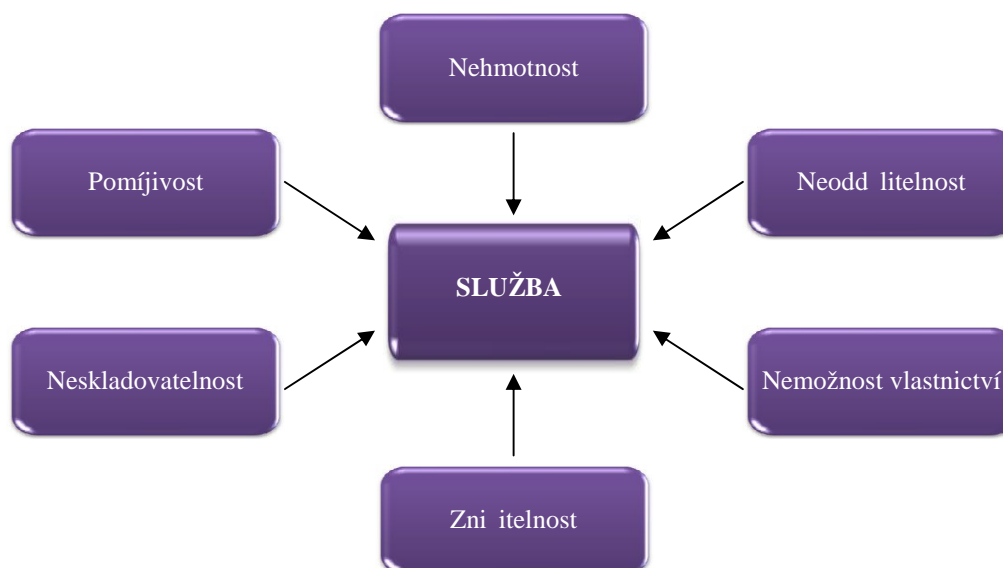 Nehmotnost
Pomíjivost
Neodd litelnost
SLUŽBA
Neskladovatelnost
Nemožnost vlastnictví
Zni itelnost